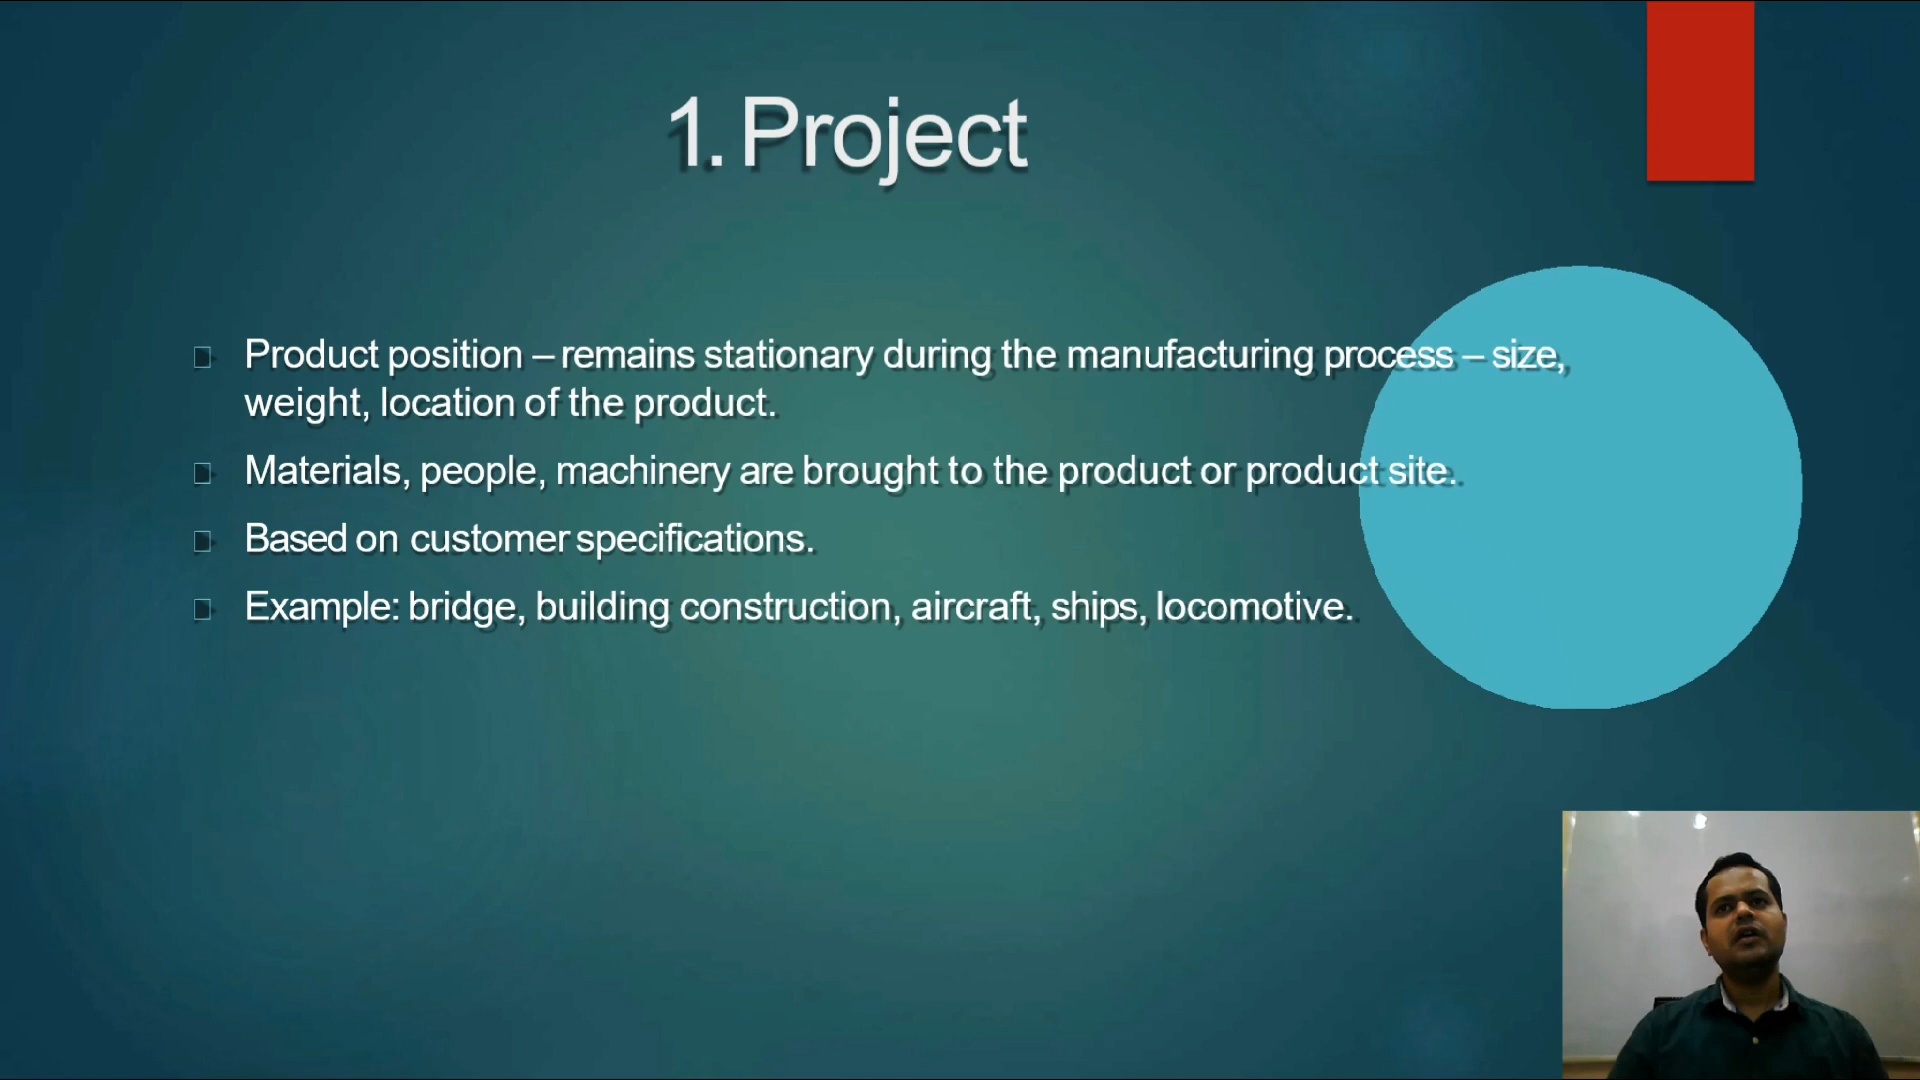 1. Project
Product position – remains stationary during the manufacturing process – size,
weight, location of the product.
Materials, people, machinery are brought to the product or product site.
Based on customer specifications.
Example: bridge, building construction, aircraft, ships, locomotive.